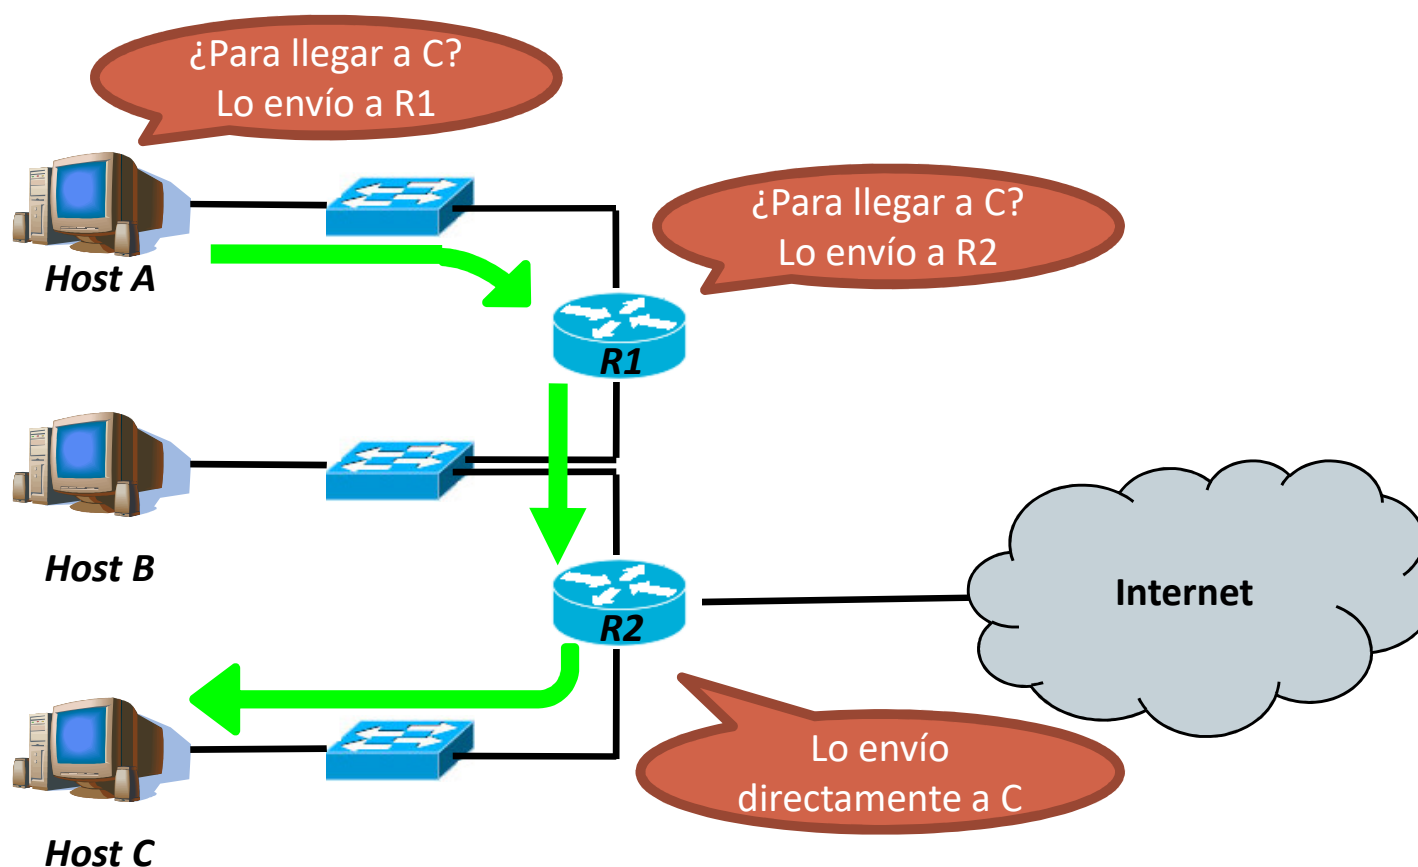 ¿Para llegar a C?
Lo envío a R1
¿Para llegar a C?
Lo envío a R2
Host A
R1
Host B
Internet
R2
Lo envío
directamente a C
Host C